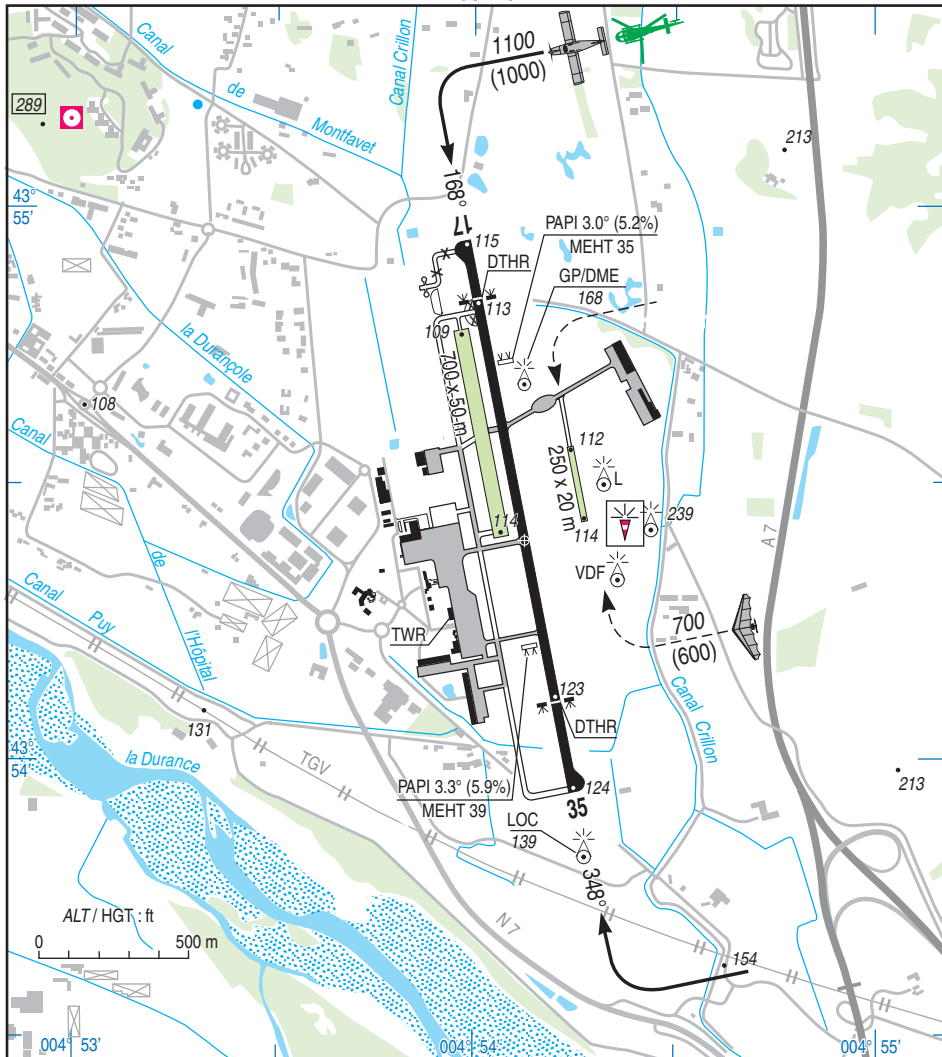 Canal
de
Montfavet
Canal Crillon
1100
(1000)
289
213
43°
55'
168°
17
115
PAPI 3.0° (5.2%)
MEHT 35
DTHR
GP/DME
168
113
109
700 x 50 m
la Durançole
108
Canal
de
l'Hôpital
112
250 x 20 m
L
114
114
239
A 7
VDF
Canal
Puy
TWR
700
(600)
123
DTHR
Canal Crillon
131
43°
54'
la Durance
TGV
PAPI 3.3° (5.9%)
MEHT 39
124
35
213
LOC
139
348°
N 7
ALT / HGT : ft
0
500 m
154
004° 53'
004° 54'
004° 55'